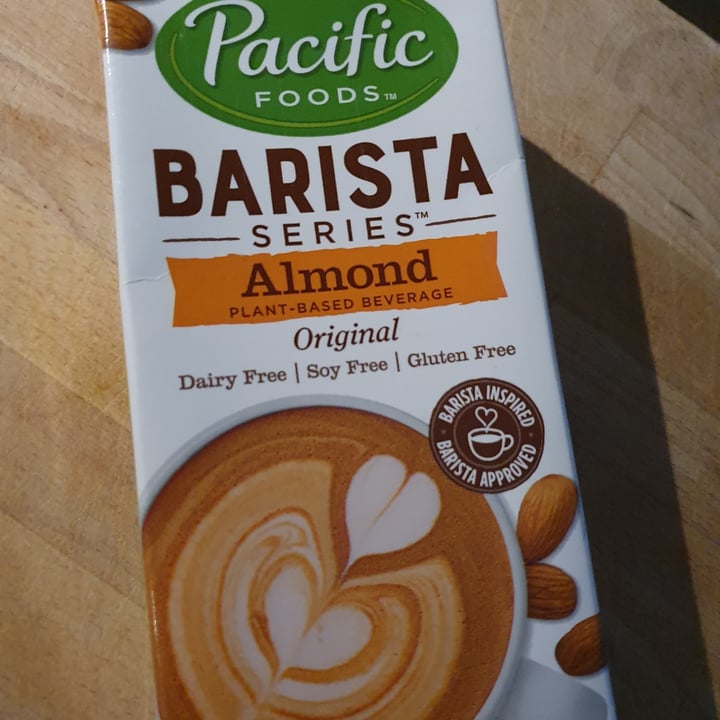 Pacific
FOODS™
BARISTA
SERIES™
Almond
PLANT-BASED BEVERAGE
Original
Dairy Free | Soy Free | Gluten Free
BARISTA INSPIRED
BARISTA APPROVED